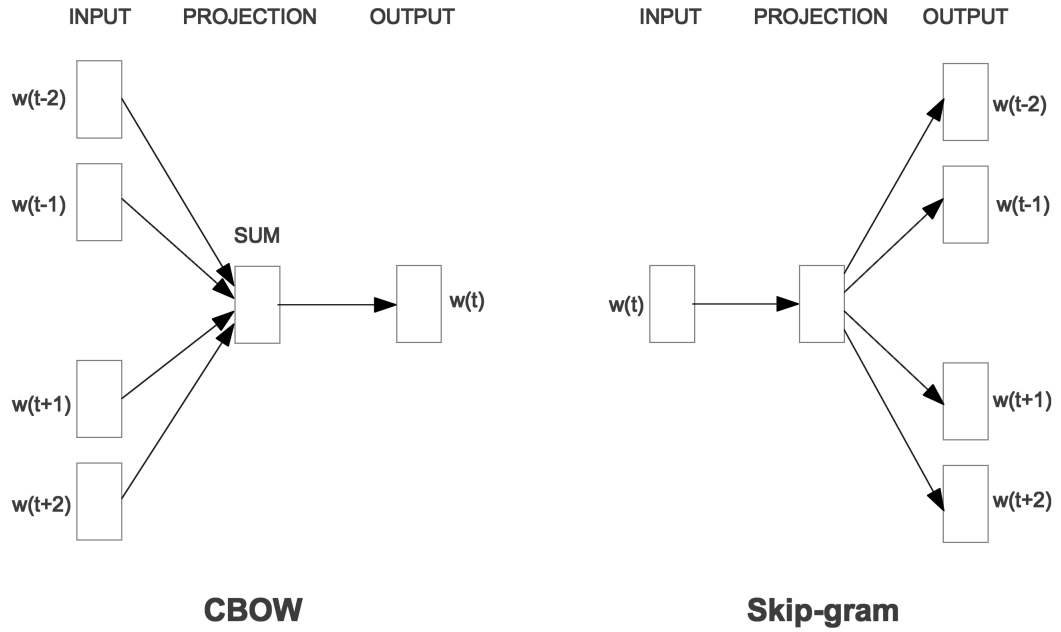 INPUT PROJECTION OUTPUT
w(t-2)
w(t-1)
SUM
w(t)
w(t+1)
w(t+2)
CBOW
INPUT PROJECTION OUTPUT
w(t-2)
w(t-1)
w(t)
w(t+1)
w(t+2)
Skip-gram